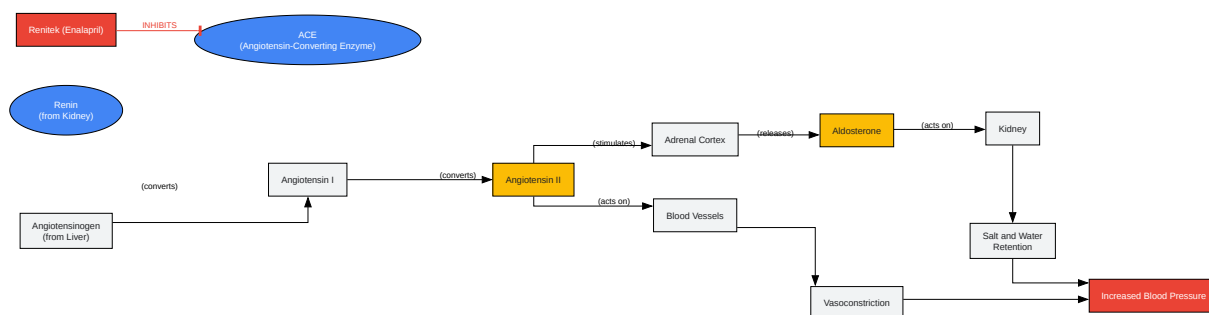 Renitek (Enalapril)
INHIBITS
ACE
(Angiotensin-Converting Enzyme)
Renin
(from Kidney)
Angiotensinogen
(from Liver)
(converts)
Angiotensin I
(converts)
Angiotensin II
(stimulates)
Adrenal Cortex
(releases)
Aldosterone
(acts on)
Kidney
(acts on)
Blood Vessels
Salt and Water
Retention
Vasoconstriction
Increased Blood Pressure